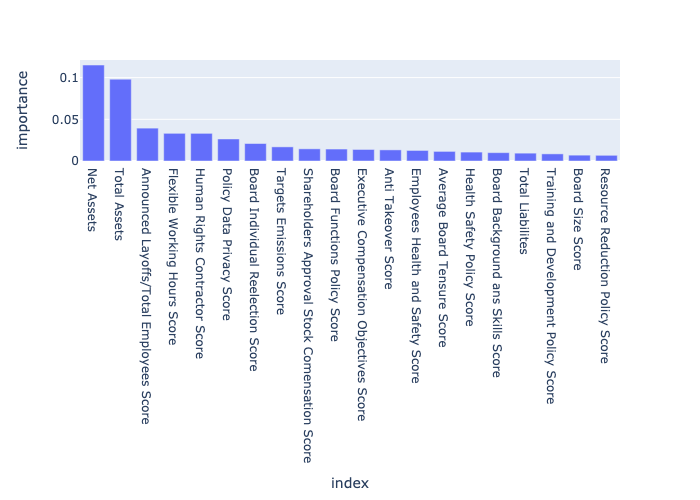 importance
0.1
0.05
0
Net Assets
Total Assets
Announced Layoffs/Total Employees Score
Flexible Working Hours Score
Human Rights Contractor Score
Policy Data Privacy Score
Board Individual Reelection Score
Targets Emissions Score
Shareholders Approval Stock Comensation Score
Board Functions Policy Score
Executive Compensation Objectives Score
Anti Takeover Score
Employees Health and Safety Score
Average Board Tensure Score
Health Safety Policy Score
Board Background ans Skills Score
Total Liabilites
Training and Development Policy Score
Board Size Score
Resource Reduction Policy Score
index